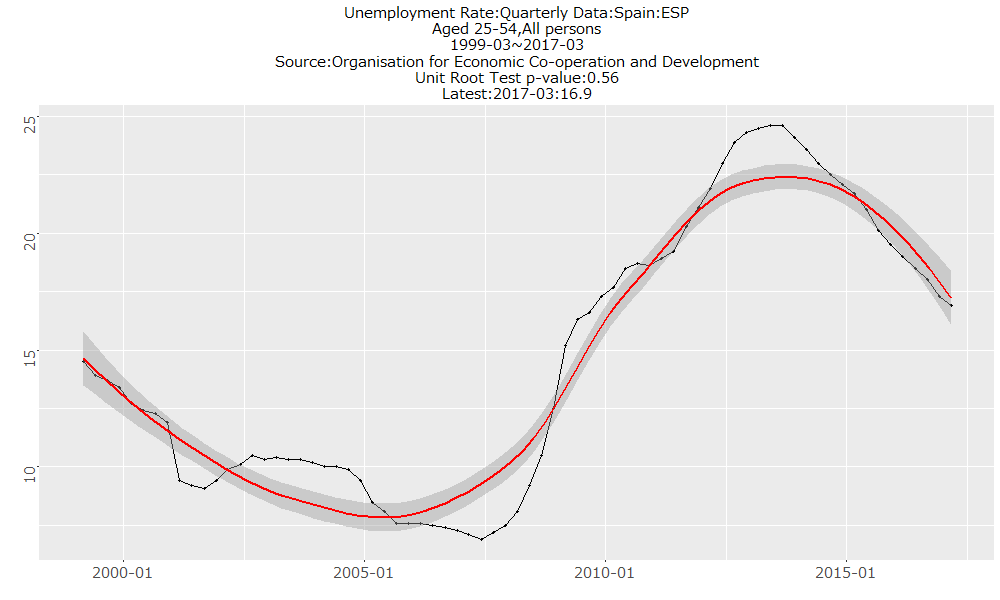 Unemployment Rate:Quarterly Data:Spain:ESP
Aged 25-54,All persons
1999-03~2017-03
Source:Organisation for Economic Co-operation and Development
Unit Root Test p-value:0.56
Latest:2017-03:16.9
25
20
15
10
2000-01
2005-01
2010-01
2015-01